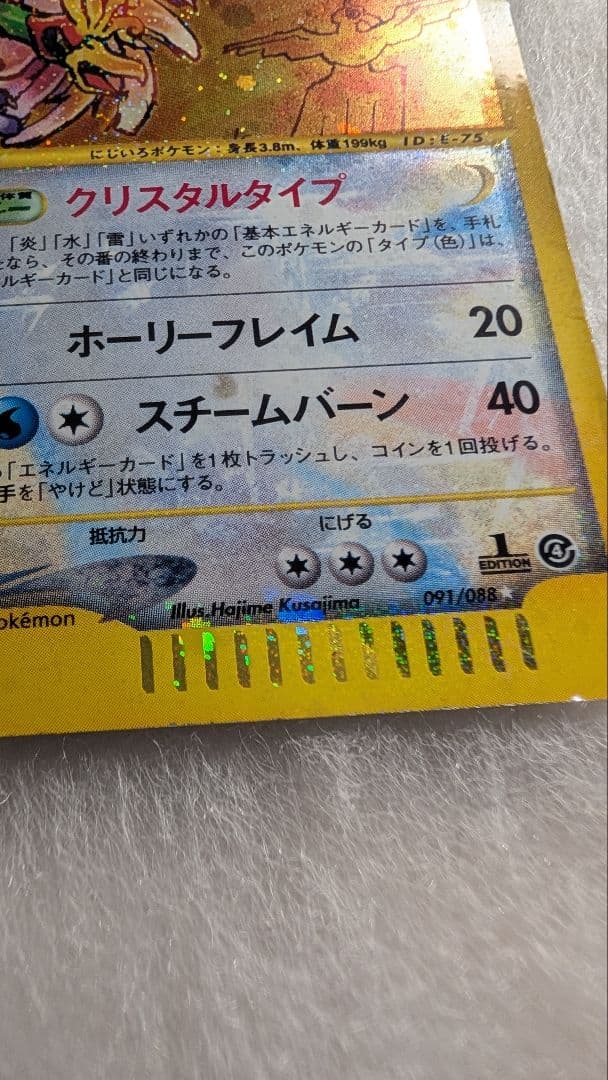 にじいろポケモン：身長3.8m、体重199kg ID：E-75
クリスタルタイプ
「炎」「水」「雷」いずれかの「基本エネルギーカード」を、手札
なら、その番の終わりまで、このポケモンの「タイプ（色）」は、
ルギーカード」と同じになる。
ホーリーフレイム 20
スチームバーン 40
「エネルギーカード」を1枚トラッシュし、コインを1回投げる。
手を「やけど」状態にする。
抵抗力 にげる
1 EDITION 4
Illus.Hajime Kusajima 091/088 ★
okémon